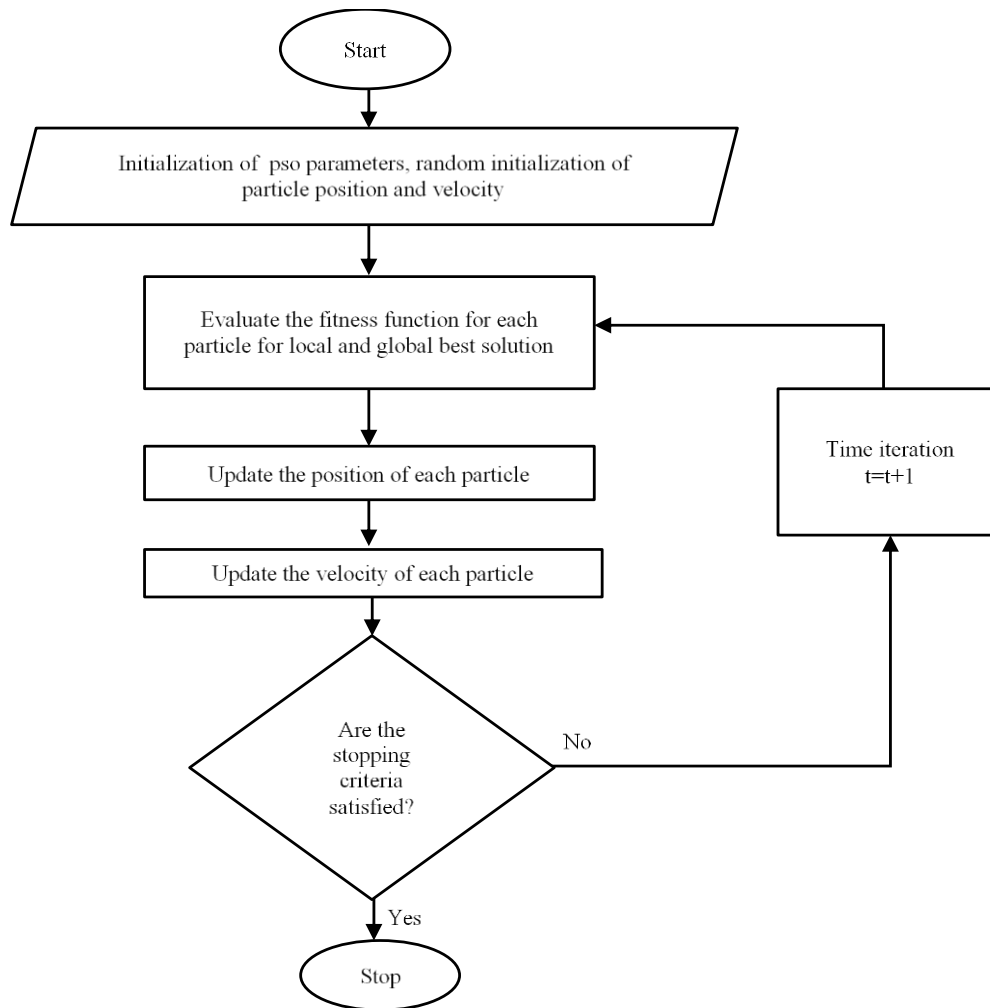 Start
Initialization of pso parameters, random initialization of
particle position and velocity
Evaluate the fitness function for each
particle for local and global best solution
Time iteration
t=t+1
Update the position of each particle
Update the velocity of each particle
Are the
stopping
criteria
satisfied?
No
Yes
Stop